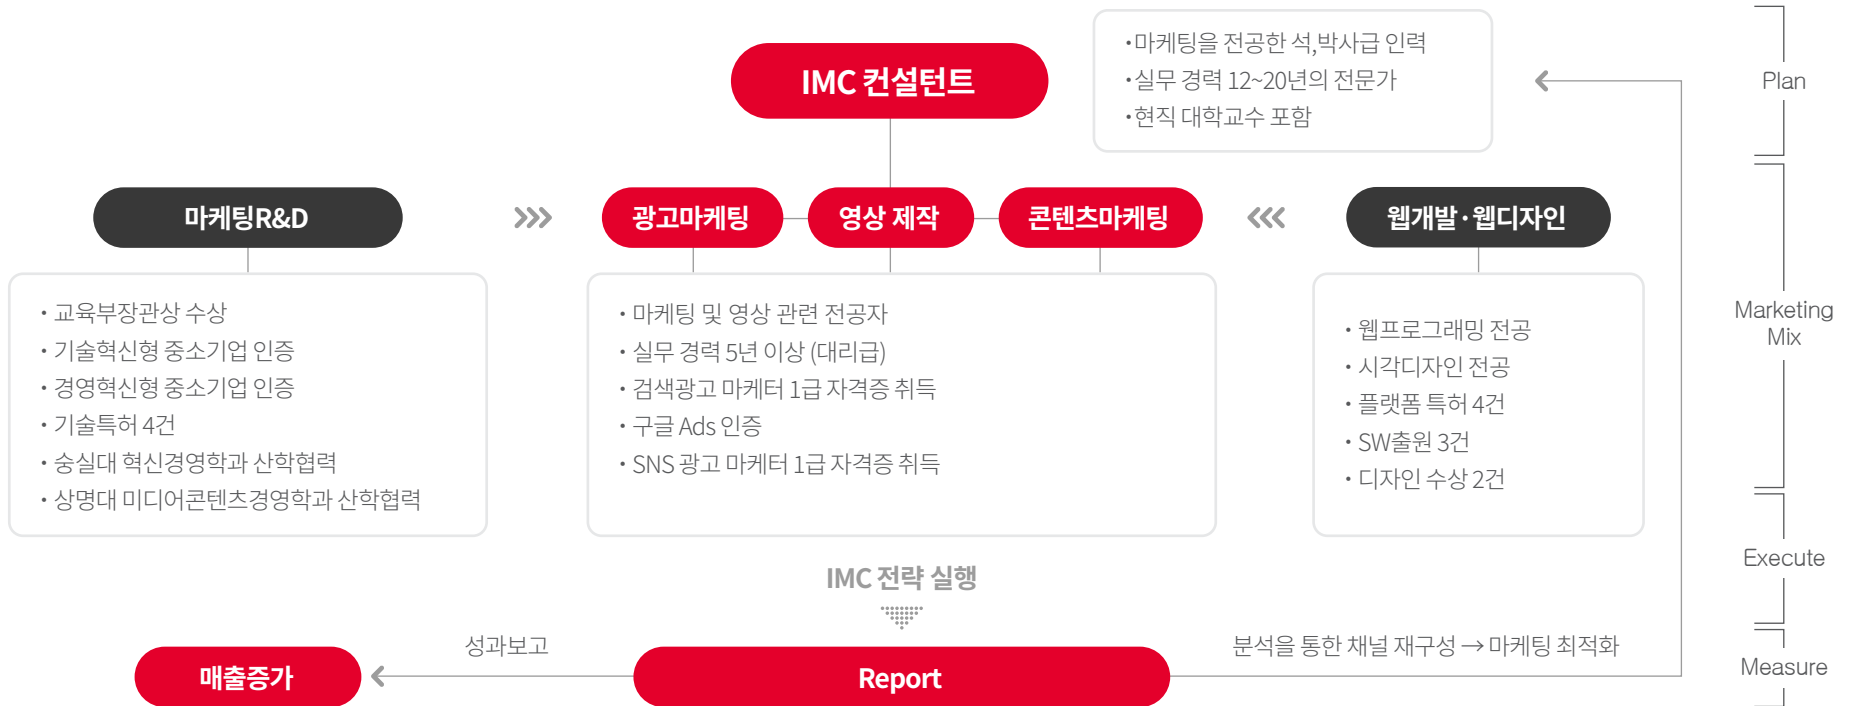 IMC 컨설턴트
·마케팅을 전공한 석,박사급 인력
·실무 경력 12~20년의 전문가
·현직 대학교수 포함
Plan
마케팅R&D
광고마케팅
영상 제작
콘텐츠마케팅
웹개발·웹디자인
·교육부장관상 수상
·기술혁신형 중소기업 인증
·경영혁신형 중소기업 인증
·기술특허 4건
·숭실대 혁신경영학과 산학협력
·상명대 미디어콘텐츠경영학과 산학협력
·마케팅 및 영상 관련 전공자
·실무 경력 5년 이상 (대리급)
·검색광고 마케터 1급 자격증 취득
·구글 Ads 인증
·SNS 광고 마케터 1급 자격증 취득
·웹프로그래밍 전공
·시각디자인 전공
·플랫폼 특허 4건
·SW출원 3건
·디자인 수상 2건
Marketing
Mix
IMC 전략 실행
Execute
매출증가
성과보고
Report
분석을 통한 채널 재구성 → 마케팅 최적화
Measure